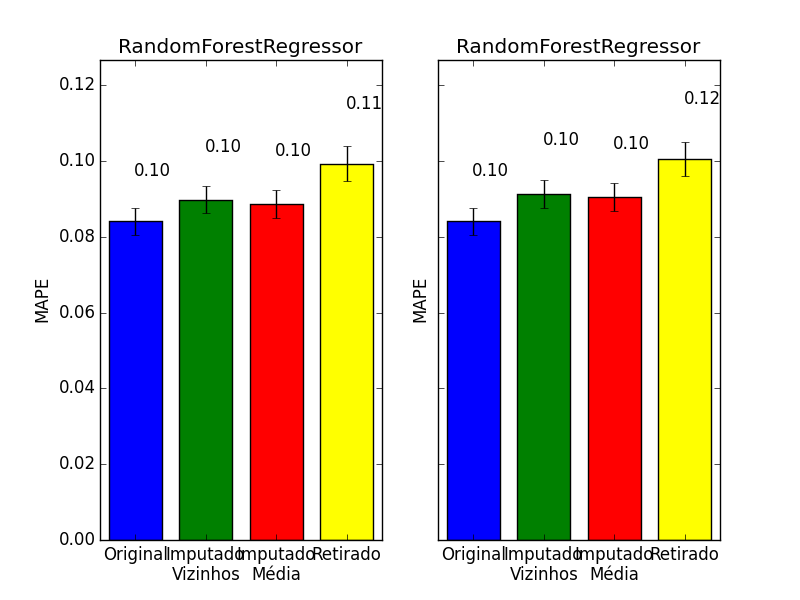 RandomForestRegressor
MAPE
0.12
0.10
0.08
0.06
0.04
0.02
0.00
0.10
0.10
0.10
0.11
Original Imputado Imputado Retirado
Vizinhos Média
RandomForestRegressor
MAPE
0.10
0.10
0.10
0.12
Original Imputado Imputado Retirado
Vizinhos Média